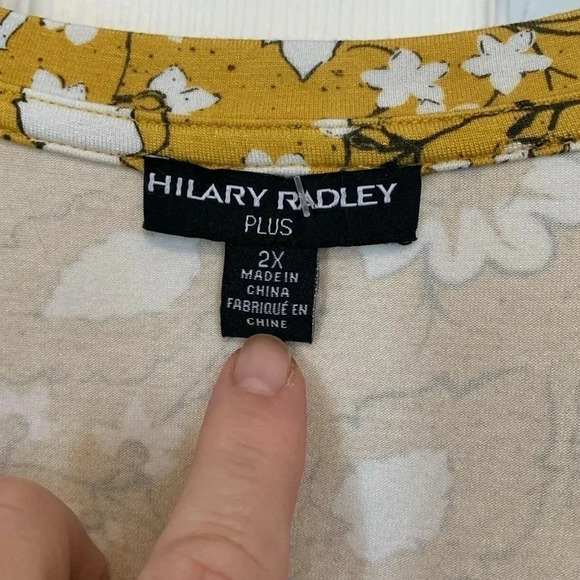 HILARY RADLEY
PLUS
2X
MADE IN
CHINA
FABRIQUÉ EN
CHINE